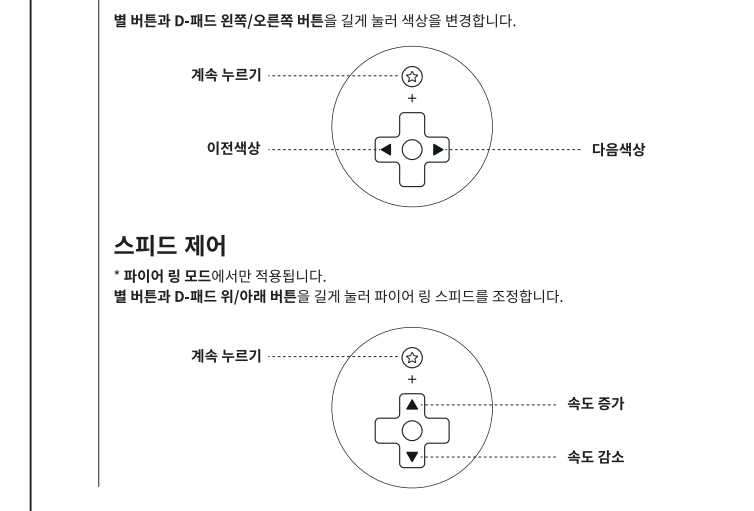 별 버튼과 D-패드 왼쪽/오른쪽 버튼을 길게 눌러 색상을 변경합니다.
계속 누르기
+
이전색상
다음색상
스피드 제어
* 파이어 링 모드에서만 적용됩니다.
별 버튼과 D-패드 위/아래 버튼을 길게 눌러 파이어 링 스피드를 조정합니다.
계속 누르기
+
속도 증가
속도 감소